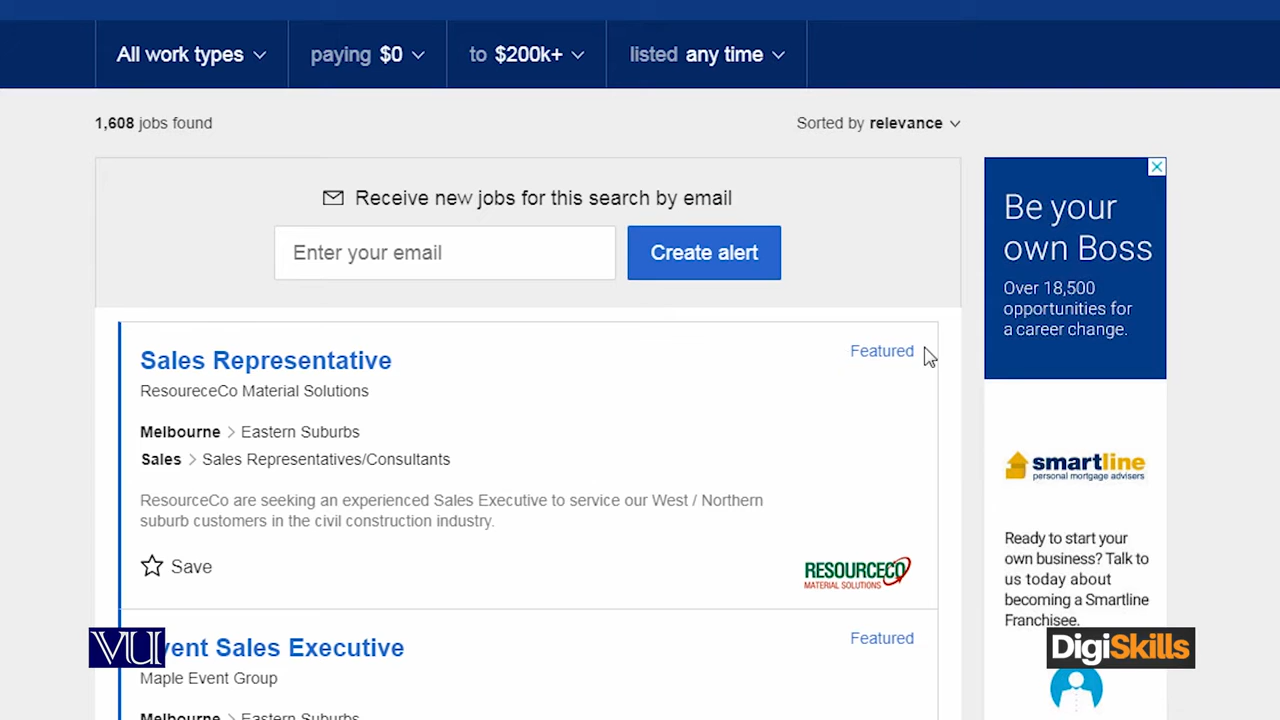 All work types
paying $0
to $200k+
listed any time
1,608 jobs found
Sorted by relevance
Receive new jobs for this search by email
Enter your email
Create alert
Sales Representative
Featured
ResoureceCo Material Solutions
Melbourne > Eastern Suburbs
Sales > Sales Representatives/Consultants
ResourceCo are seeking an experienced Sales Executive to service our West / Northern
suburb customers in the civil construction industry.
Save
RESOURCECO
MATERIAL SOLUTIONS
vent Sales Executive
Featured
Maple Event Group
Melbourne > Eastern Suburbs
Be your
own Boss
Over 18,500
opportunities for
a career change.
smartline
personal mortgage advisers
Ready to start your
own business? Talk to
us today about
becoming a Smartline
Franchisee.
VU
DigiSkills